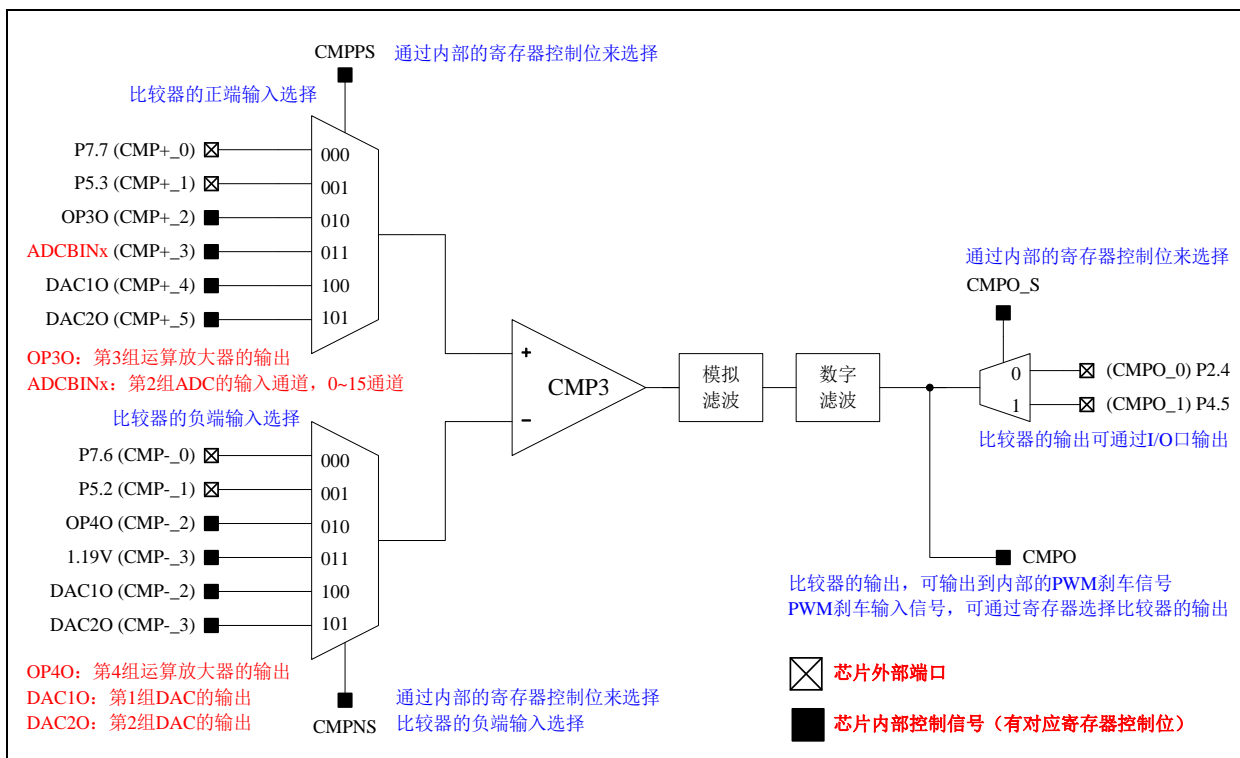 CMPPS
通过内部的寄存器控制位来选择
比较器的正端输入选择
P7.7 (CMP+_0)
000
P5.3 (CMP+_1)
001
OP3O (CMP+_2)
010
ADCBINx (CMP+_3)
011
DAC1O (CMP+_4)
100
DAC2O (CMP+_5)
101
OP3O：第3组运算放大器的输出
ADCBINx：第2组ADC的输入通道，0~15通道
比较器的负端输入选择
P7.6 (CMP-_0)
000
P5.2 (CMP-_1)
001
OP4O (CMP-_2)
010
1.19V (CMP-_3)
011
DAC1O (CMP-_2)
100
DAC2O (CMP-_3)
101
OP4O：第4组运算放大器的输出
DAC1O：第1组DAC的输出
DAC2O：第2组DAC的输出
CMPNS
通过内部的寄存器控制位来选择
比较器的负端输入选择
+
CMP3
−
模拟
滤波
数字
滤波
通过内部的寄存器控制位来选择
CMPO_S
0
(CMPO_0) P2.4
1
(CMPO_1) P4.5
比较器的输出可通过I/O口输出
CMPO
比较器的输出，可输出到内部的PWM刹车信号
PWM刹车输入信号，可通过寄存器选择比较器的输出
芯片外部端口
芯片内部控制信号（有对应寄存器控制位）